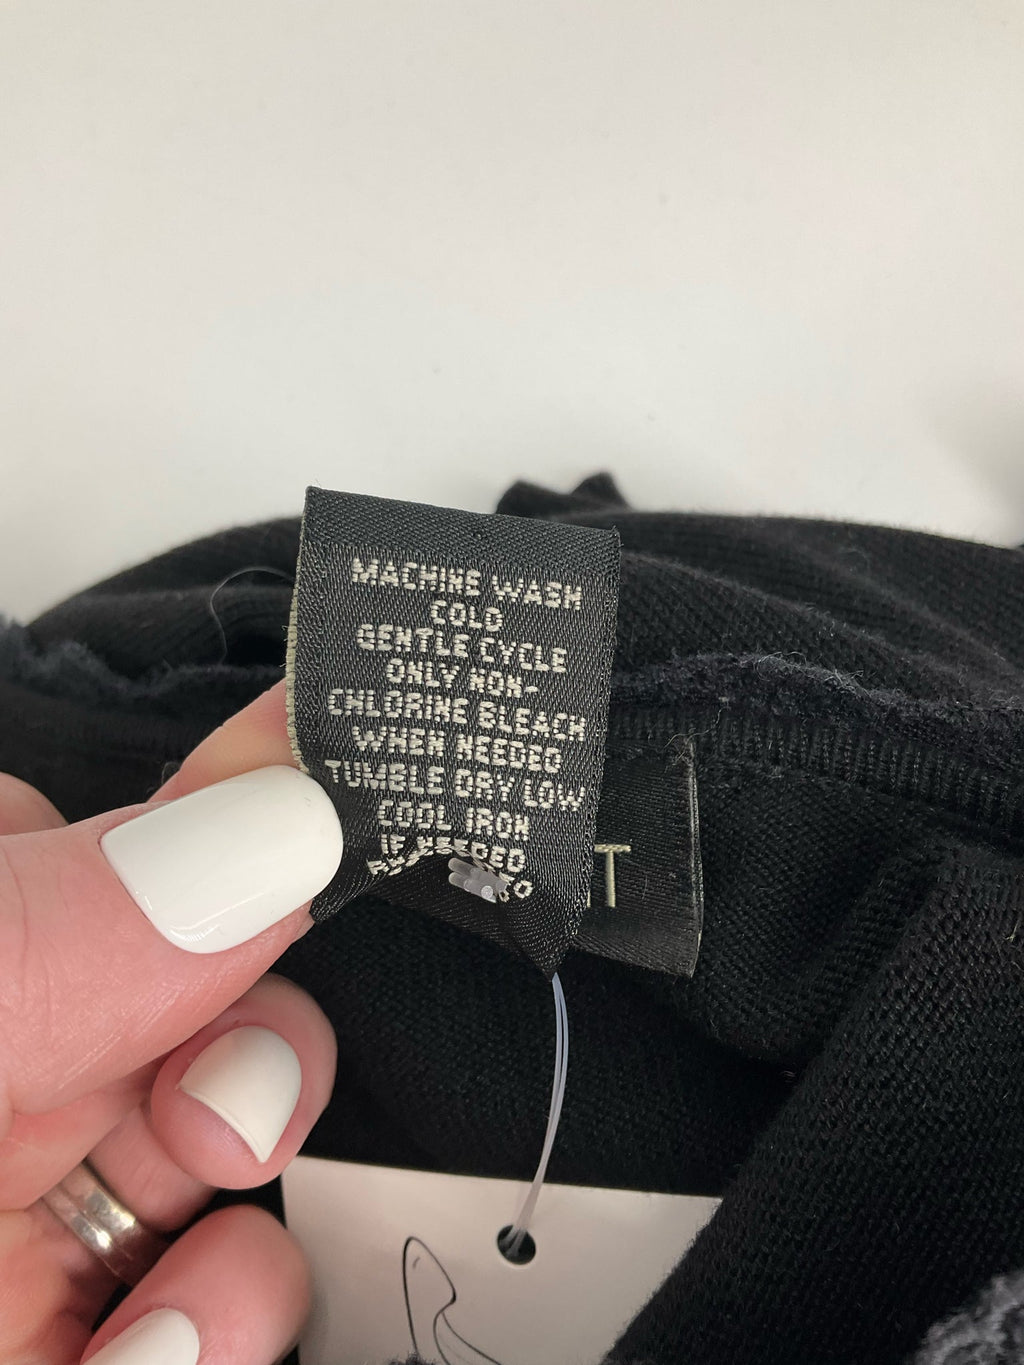 MACHINE WASH
COLD
GENTLE CYCLE
ONLY NON-
CHLORINE BLEACH
WHEN NEEDED
TUMBLE DRY LOW
COOL IRON
IF NEEDED
T